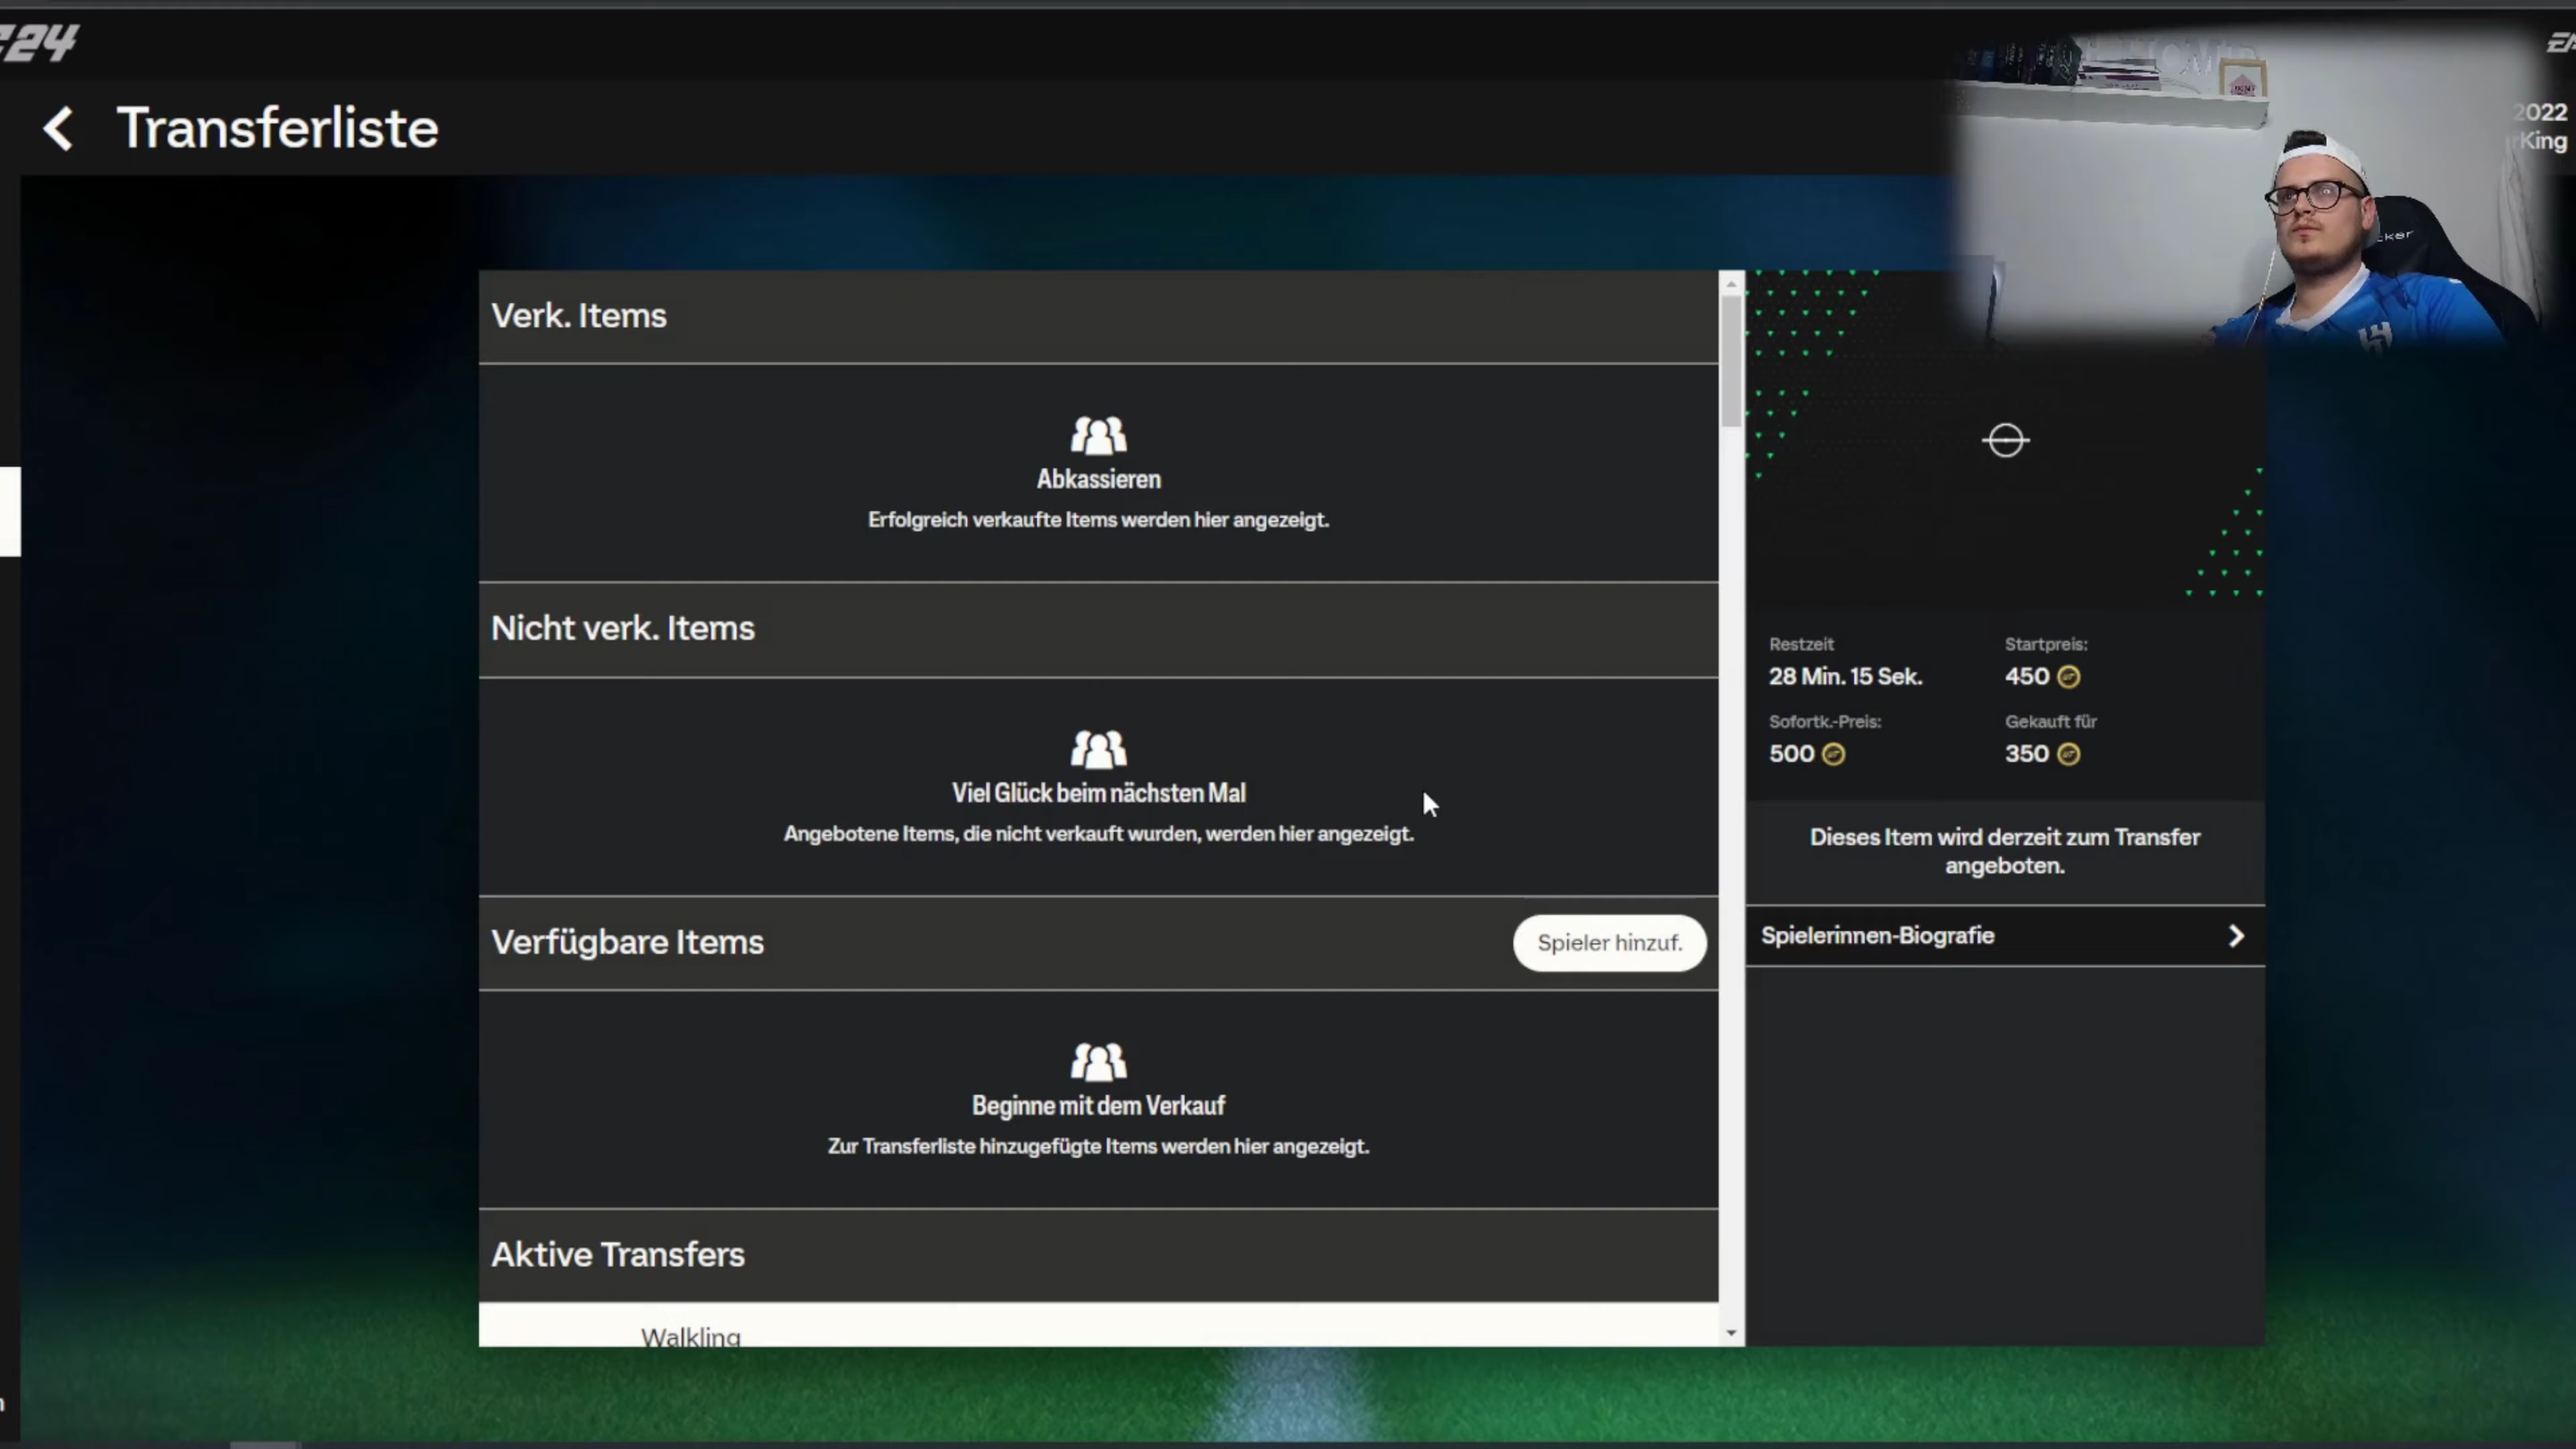 24
Transferliste
2022
King
Verk. Items
Abkassieren
Erfolgreich verkaufte Items werden hier angezeigt.
Nicht verk. Items
Viel Glück beim nächsten Mal
Angebotene Items, die nicht verkauft wurden, werden hier angezeigt.
Verfügbare Items
Spieler hinzuf.
Beginne mit dem Verkauf
Zur Transferliste hinzugefügte Items werden hier angezeigt.
Aktive Transfers
Walkling
Restzeit
28 Min. 15 Sek.
Startpreis:
450
Sofortk.-Preis:
500
Gekauft für
350
Dieses Item wird derzeit zum Transfer
angeboten.
Spielerinnen-Biografie